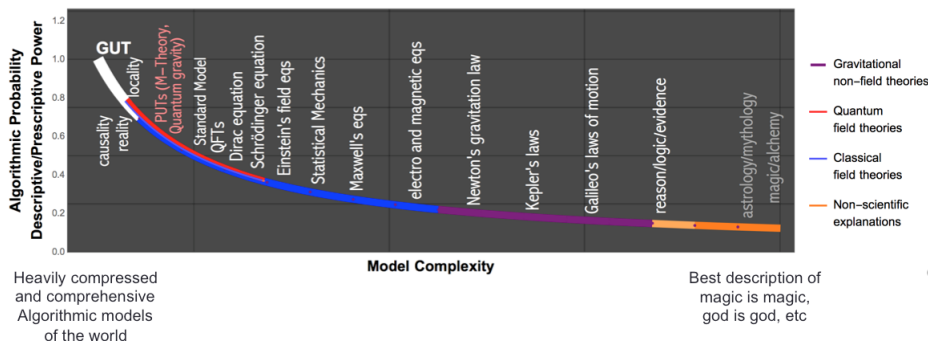 Algorithmic Probability
Descriptive/Prescriptive Power
1.2
1.0
0.8
0.6
0.4
0.2
0.0
GUT
causality
reality
locality
PUTs (M-Theory,
Quantum gravity)
Standard Model
QFTs
Dirac equation
Schrödinger equation
Einstein's field eqs
Statistical Mechanics
Maxwell's eqs
electro and magnetic eqs
Newton's gravitation law
Kepler's laws
Galileo's laws of motion
reason/logic/evidence
astrology/mythology
magic/alchemy
Model Complexity
Gravitational
non-field theories
Quantum
field theories
Classical
field theories
Non-scientific
explanations
Heavily compressed
and comprehensive
Algorithmic models
of the world
Best description of
magic is magic,
god is god, etc